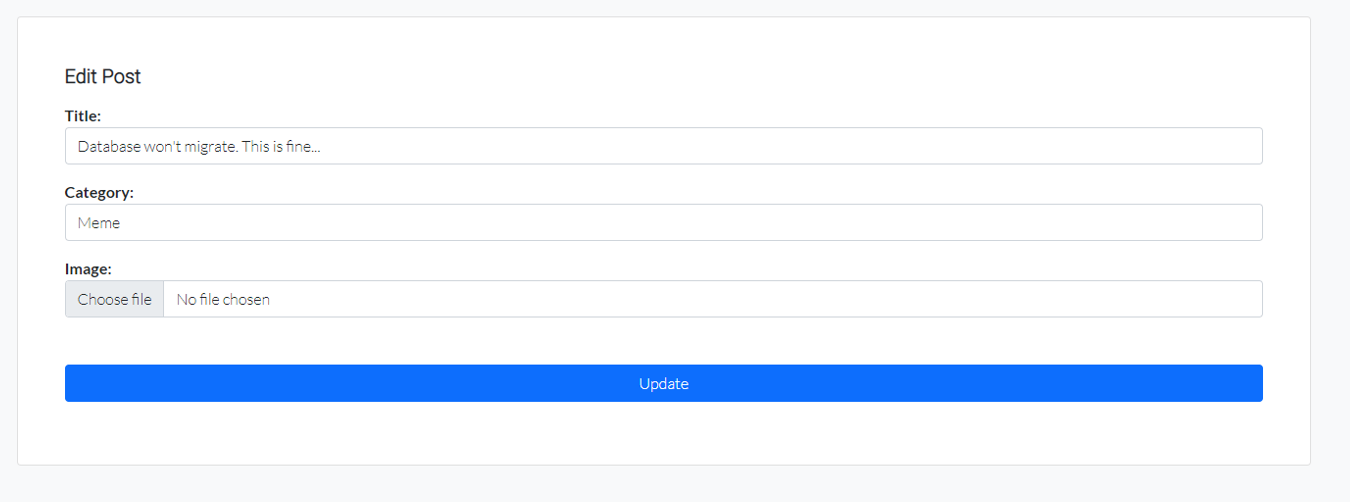 Edit Post
Title:
Database won't migrate. This is fine...
Category:
Meme
Image:
Choose file No file chosen
Update